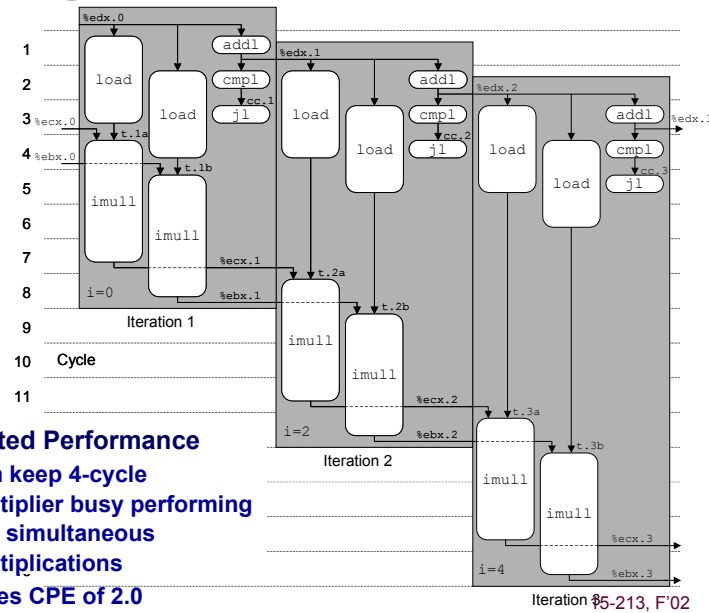 %edx.0
1
addl
%edx.1
load
2
load
cmpl
load
addl
%edx.2
cc.1
3
jl
load
cmpl
load
addl
%edx.3
%ecx.0
t.1a
cc.2
4
jl
load
cmpl
%ebx.0
t.1b
cc.3
5
imull
jl
6
imull
7
%ecx.1
t.2a
8
i=0
%ebx.1
t.2b
9
Iteration 1
imull
10
Cycle
imull
11
%ecx.2
t.3a
i=2
%ebx.2
t.3b
ted Performance
Iteration 2
keep 4-cycle
imull
tiplier busy performing
imull
simultaneous
tiplications
%ecx.3
i=4
es CPE of 2.0
%ebx.3
Iteration 3
15-213, F'02